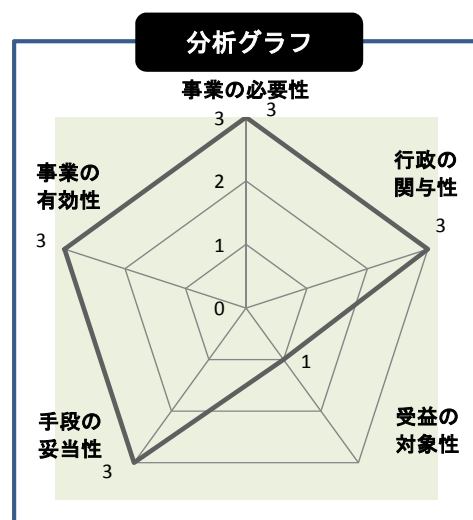 分析グラフ
事業の必要性
3
3
2
1
0
行政の
関与性
3
1
受益の
対象性
手段の
妥当性
3
事業の
有効性
3